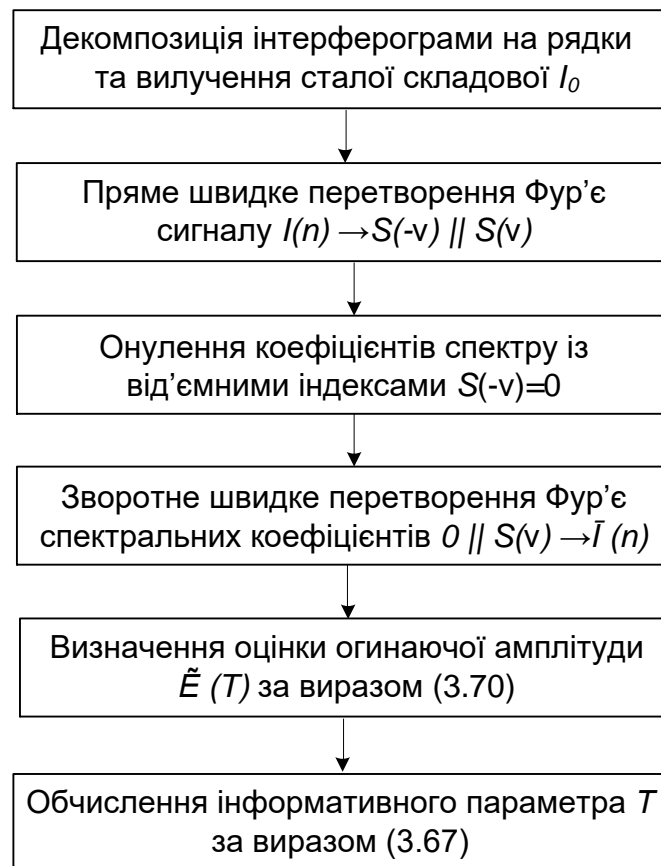 Декомпозиція інтерферограми на рядки
та вилучення сталої складової I₀
Пряме швидке перетворення Фур’є
сигналу I(n) →S(-v) || S(v)
Онулення коефіцієнтів спектру із
від’ємними індексами S(-v)=0
Зворотне швидке перетворення Фур’є
спектральних коефіцієнтів 0 || S(v) →Ī (n)
Визначення оцінки огинаючої амплітуди
Ẽ (T) за виразом (3.70)
Обчислення інформативного параметра T
за виразом (3.67)